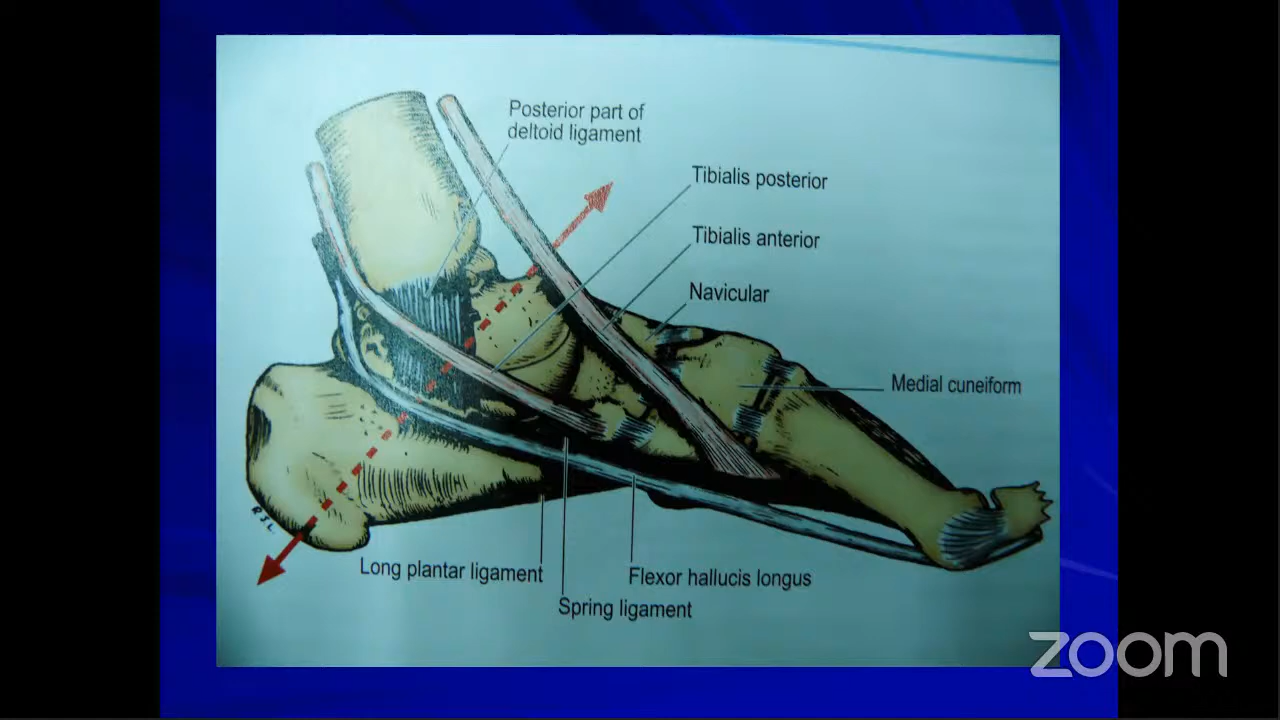 Posterior part of
deltoid ligament
Tibialis posterior
Tibialis anterior
Navicular
Medial cuneiform
RJL
Long plantar ligament
Flexor hallucis longus
Spring ligament
zoom